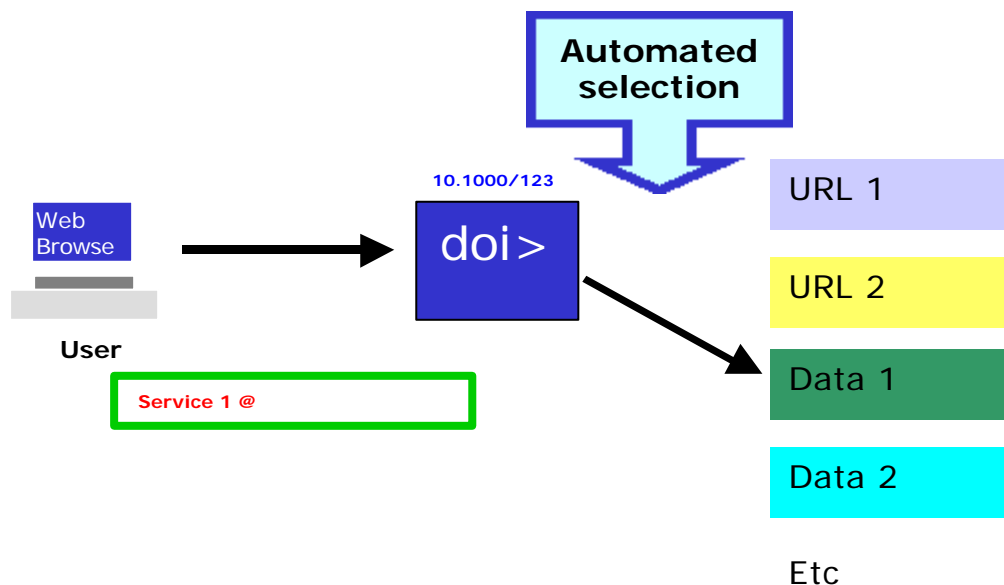 Automated
selection
10.1000/123
URL 1
Web
Browse
doi>
URL 2
User
Data 1
Service 1 @
Data 2
Etc